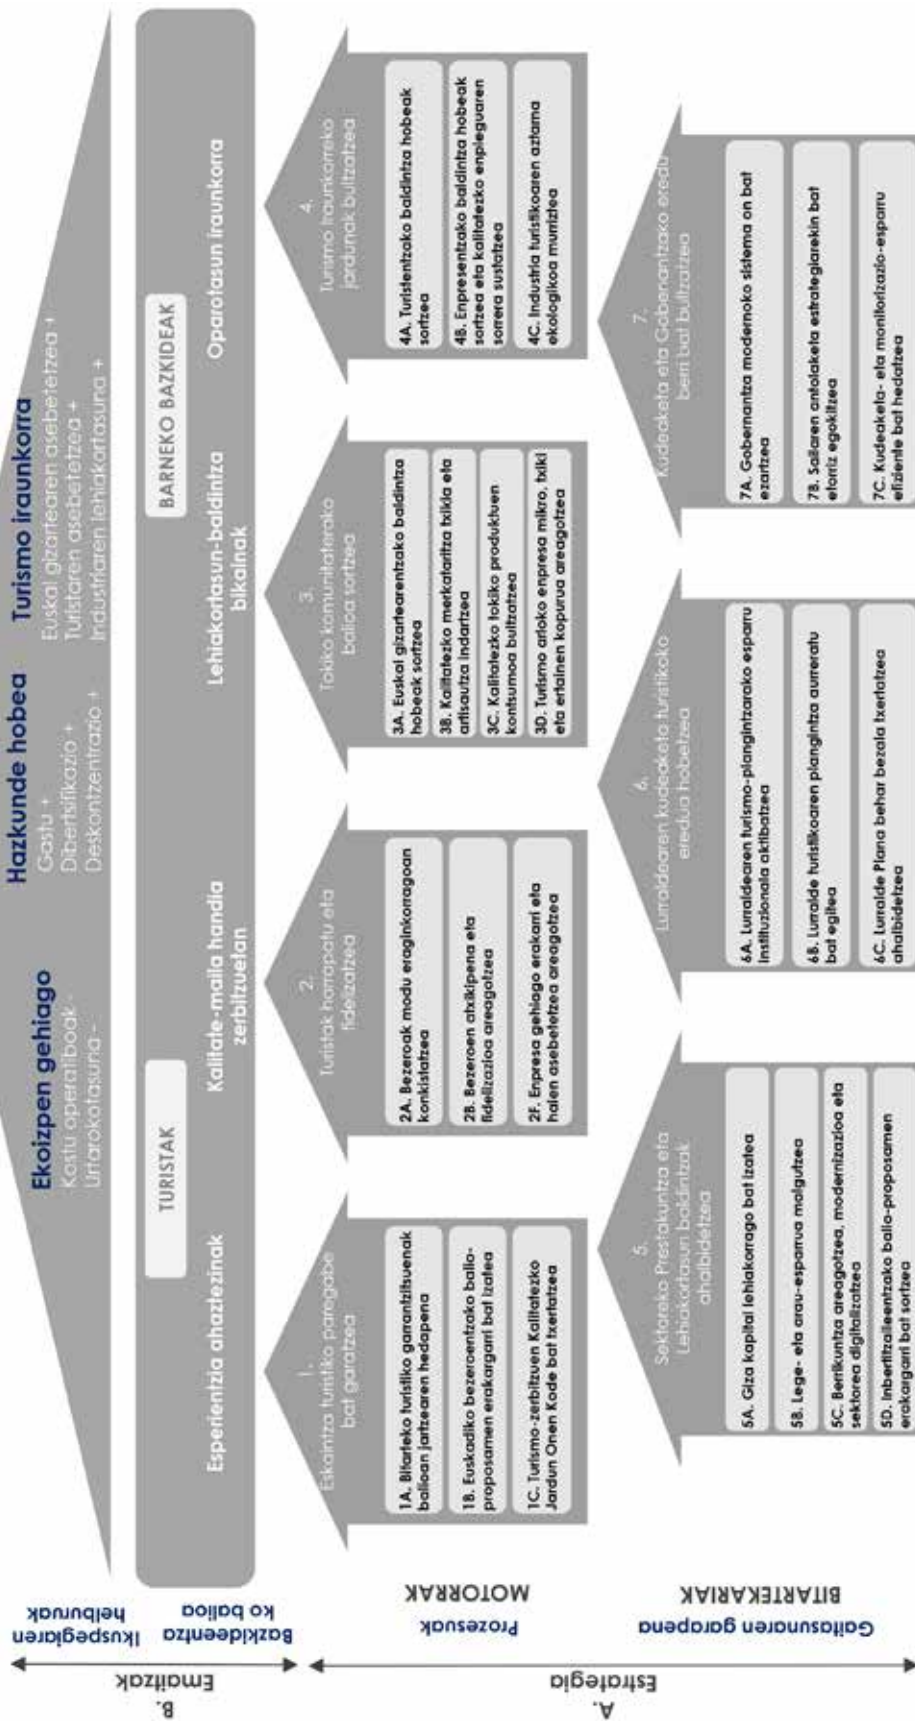 B.
Emaitzak
Ikuspegiaren
helburuak
Ekoizpen gehiago
Kostu operatiboak -
Urtarokotasuna –
Hazkunde hobea
Gastu +
Dibertsifikazio +
Deskontzentrazio +
Turismo iraunkorra
Euskal gizartearen asebetetzea +
Turistaren asebetetzea +
Industriaren lehiakortasuna +
Bazkideentza
ko balioa
TURISTAK
BARNEKO BAZKIDEAK
Esperientzia ahaztezinak
Kalitate-maila handia
zerbitzuetan
Lehiakortasun-baldintza
bikainak
Oparotasun iraunkorra
A.
Estrategia
MOTORRAK
Prozesuak
1.
Eskaintza turistiko paregabe
bat garatzea
1A. Bitarteko turistiko garrantzitsuenak
balioan jartzearen hedapena
1B. Euskadiko bezeroentzako balio-
proposamen erakargarri bat izatea
1C. Turismo-zerbitzuen Kalitatezko
Jardun Onen Kode bat txertatzea
2.
Turistak harrapatu eta
fidelizatzea
2A. Bezeroak modu eraginkorragoan
konkistatzea
2B. Bezeroen atxikipena eta
fidelizazioa areagotzea
2F. Enpresa gehiago erakarri eta
haien asebetetzea areagotzea
3.
Tokiko komunitaterako
balioa sortzea
3A. Euskal gizartearentzako baldintza
hobeak sortzea
3B. Kalitatezko merkataritza txikia eta
artisautza indartzea
3C. Kalitatezko tokiko produktuen
kontsumoa bultzatzea
3D. Turismo arloko enpresa mikro, txiki
eta ertainen kopurua areagotzea
4.
Turismo iraunkorreko
jardunak bultzatzea
4A. Turistentzako baldintza hobeak
sortzea
4B. Enpresentzako baldintza hobeak
sortzea eta kalitatezko enpleguaren
sorrera sustatzea
4C. Industria turistikoaren aztarna
ekologikoa murriztea
BITARTEKARIAK
Gaitasunaren garapena
5.
Sektoreko Prestakuntza eta
Lehiakortasun baldintzak
ahalbidetzea
5A. Giza kapital lehiakorrago bat izatea
5B. Lege- eta arau-esparrua malgutzea
5C. Berrikuntza areagotzea, modernizazioa eta
sektorea digitalizatzea
5D. Inbertitzaileentzako balio-proposamen
erakargarri bat sortzea
6.
Lurraldearen kudeaketa turistikoko
eredua hobetzea
6A. Lurraldearen turismo-plangintzarako esparru
instituzionala aktibatzea
6B. Lurralde turistikoaren plangintza aurreratu
bat egitea
6C. Lurralde Plana behar bezala txertatzea
ahalbidetzea
7.
Kudeaketa eta Gobernantzako eredu
berri bat bultzatzea
7A. Gobernantza modernoko sistema on bat
ezartzea
7B. Sailaren antolaketa estrategiarekin bat
etorriz egokitzea
7C. Kudeaketa- eta monitorizazio-esparru
efiziente bat hedatzea